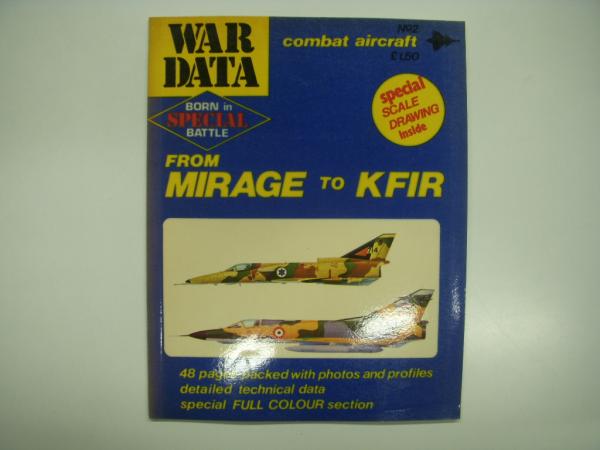 WAR
DATA
combat aircraft
No2
£1.50
BORN in
SPECIAL
BATTLE
special
SCALE
DRAWING
Inside
FROM
MIRAGE TO KFIR
714
48 pages packed with photos and profiles
detailed technical data
special FULL COLOUR section